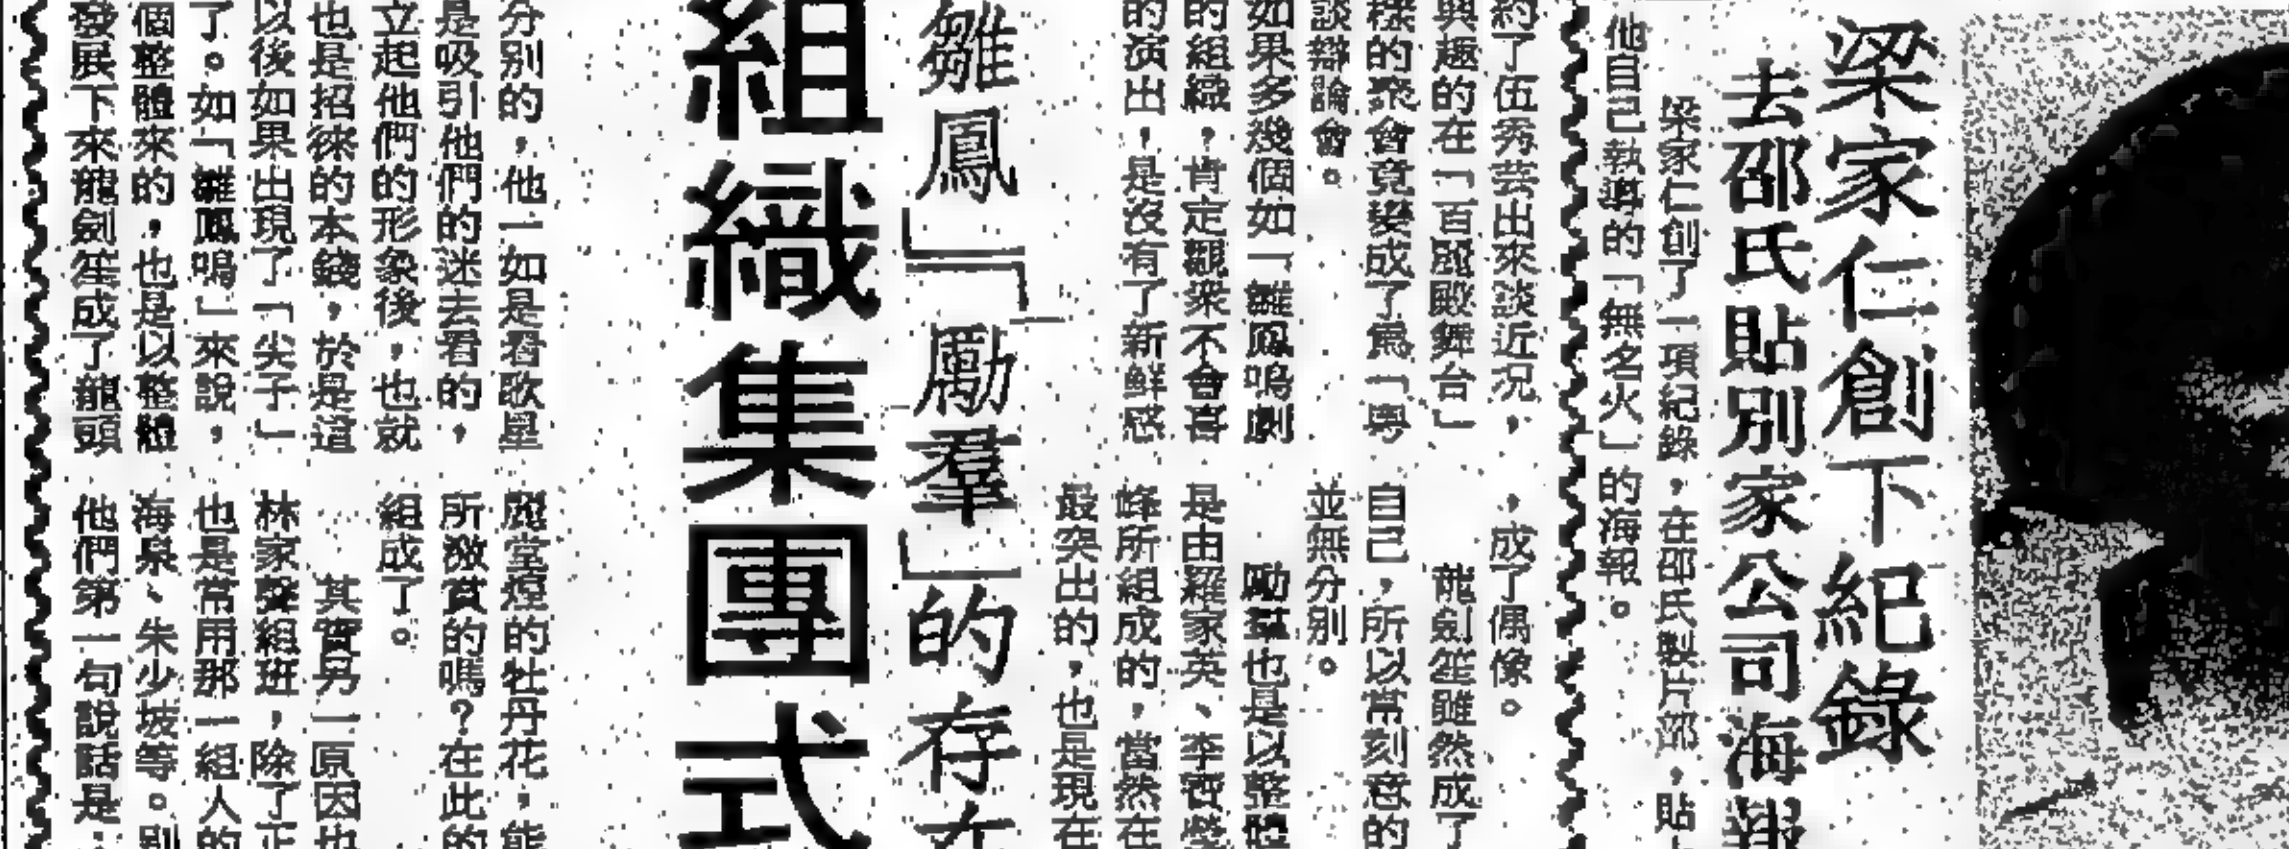 梁家仁創下紀錄
去邵氏貼別家公司海報
梁家仁創了一項紀錄，在邵氏製片部，貼
他自己執導的「無名火」的海報。
約了伍秀芸出來談近況，
興趣的在「百麗殿舞台」
樣的聚會竟變成了為「粵
談辯論會。
如果多幾個如「雛鳳鳴劇
的組織，肯定觀眾不會喜
的演出，是沒有了新鮮感
，成了偶像。
龍劍笙雖然成了
自己，所以常刻意的
並無分別。
勵羣也是以整體
是由羅家英、李寶瑩
峰所組成的，當然在
最突出的，也是現在
雛鳳」「勵羣」的存在
組織集團式
分别的，他一如是看歌星
是吸引他們的迷去看的，
立起他們的形象後，也就
也是招徠的本錢，於是這
以後如果出現了「尖子」
了。如「雛鳳鳴」來說，
個整體來的，也是以整體
發展下來龍劍笙成了龍頭
麗堂煌的牡丹花，能
所激賞的嗎？在此的
組成了。
其實另一原因也
林家聲組班，除了正
也是常用那一組人的
海泉、朱少坡等。別
他們第一句說話是：